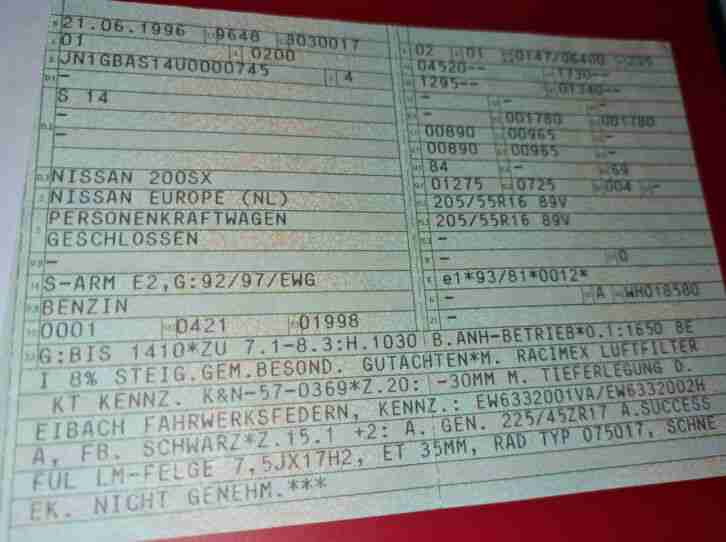 21.06.1996 9648 8030017
01 0200
JN1GBAS14U0000745 4
-
S 14
-
-
NISSAN 200SX
NISSAN EUROPE (NL)
PERSONENKRAFTWAGEN
GESCHLOSSEN
-
S-ARM E2,G:92/97/EWG
BENZIN
0001 0421 01998
02 01 0147/06400 235
04520-- 1730--
1295-- 01340--
- - -
- 001780 001780
00890 00965 -
00890 00965 -
84 - 69
01275 0725 004 -
205/55R16 89V
205/55R16 89V
-
- 0
e1*93/81*0012*
- A WH018580
-
G:BIS 1410*ZU 7.1-8.3:H.1030 B.ANH-BETRIEB*O.1:1650 BE
I 8% STEIG.GEM.BESOND. GUTACHTEN*M. RACIMEX LUFTFILTER
KT KENNZ. K&N-57-0369*Z.20: -30MM M. TIEFERLEGUNG D.
EIBACH FAHRWERKSFEDERN, KENNZ.: EW6332001VA/EW6332002H
A, FB. SCHWARZ*Z.15.1 +2: A. GEN. 225/45ZR17 A.SUCCESS
FUL LM-FELGE 7,5JX17H2, ET 35MM, RAD TYP 075017, SCHNE
EK. NICHT GENEHM.***